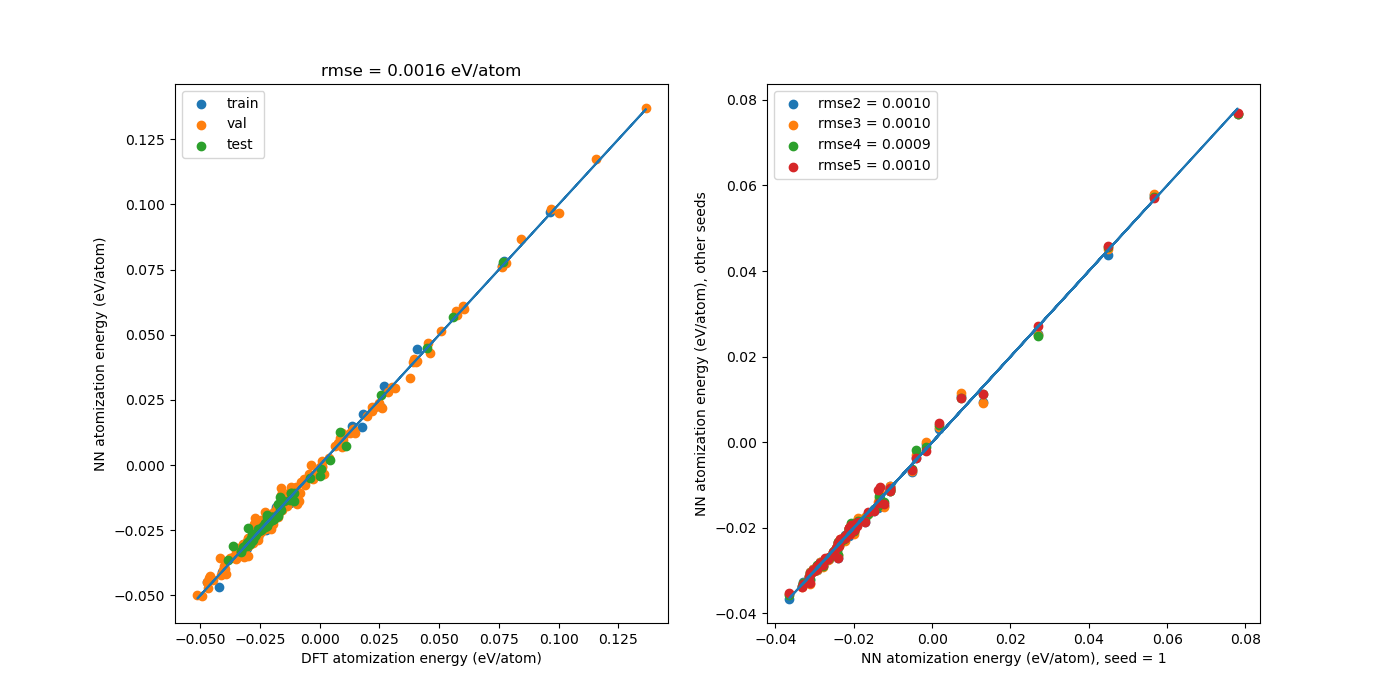 rmse = 0.0016 eV/atom
train
val
test
0.125
0.100
0.075
0.050
0.025
0.000
−0.025
−0.050
−0.050 −0.025 0.000 0.025 0.050 0.075 0.100 0.125
DFT atomization energy (eV/atom)
NN atomization energy (eV/atom)
rmse2 = 0.0010
rmse3 = 0.0010
rmse4 = 0.0009
rmse5 = 0.0010
0.08
0.06
0.04
0.02
0.00
−0.02
−0.04
−0.04 −0.02 0.00 0.02 0.04 0.06 0.08
NN atomization energy (eV/atom), seed = 1
NN atomization energy (eV/atom), other seeds